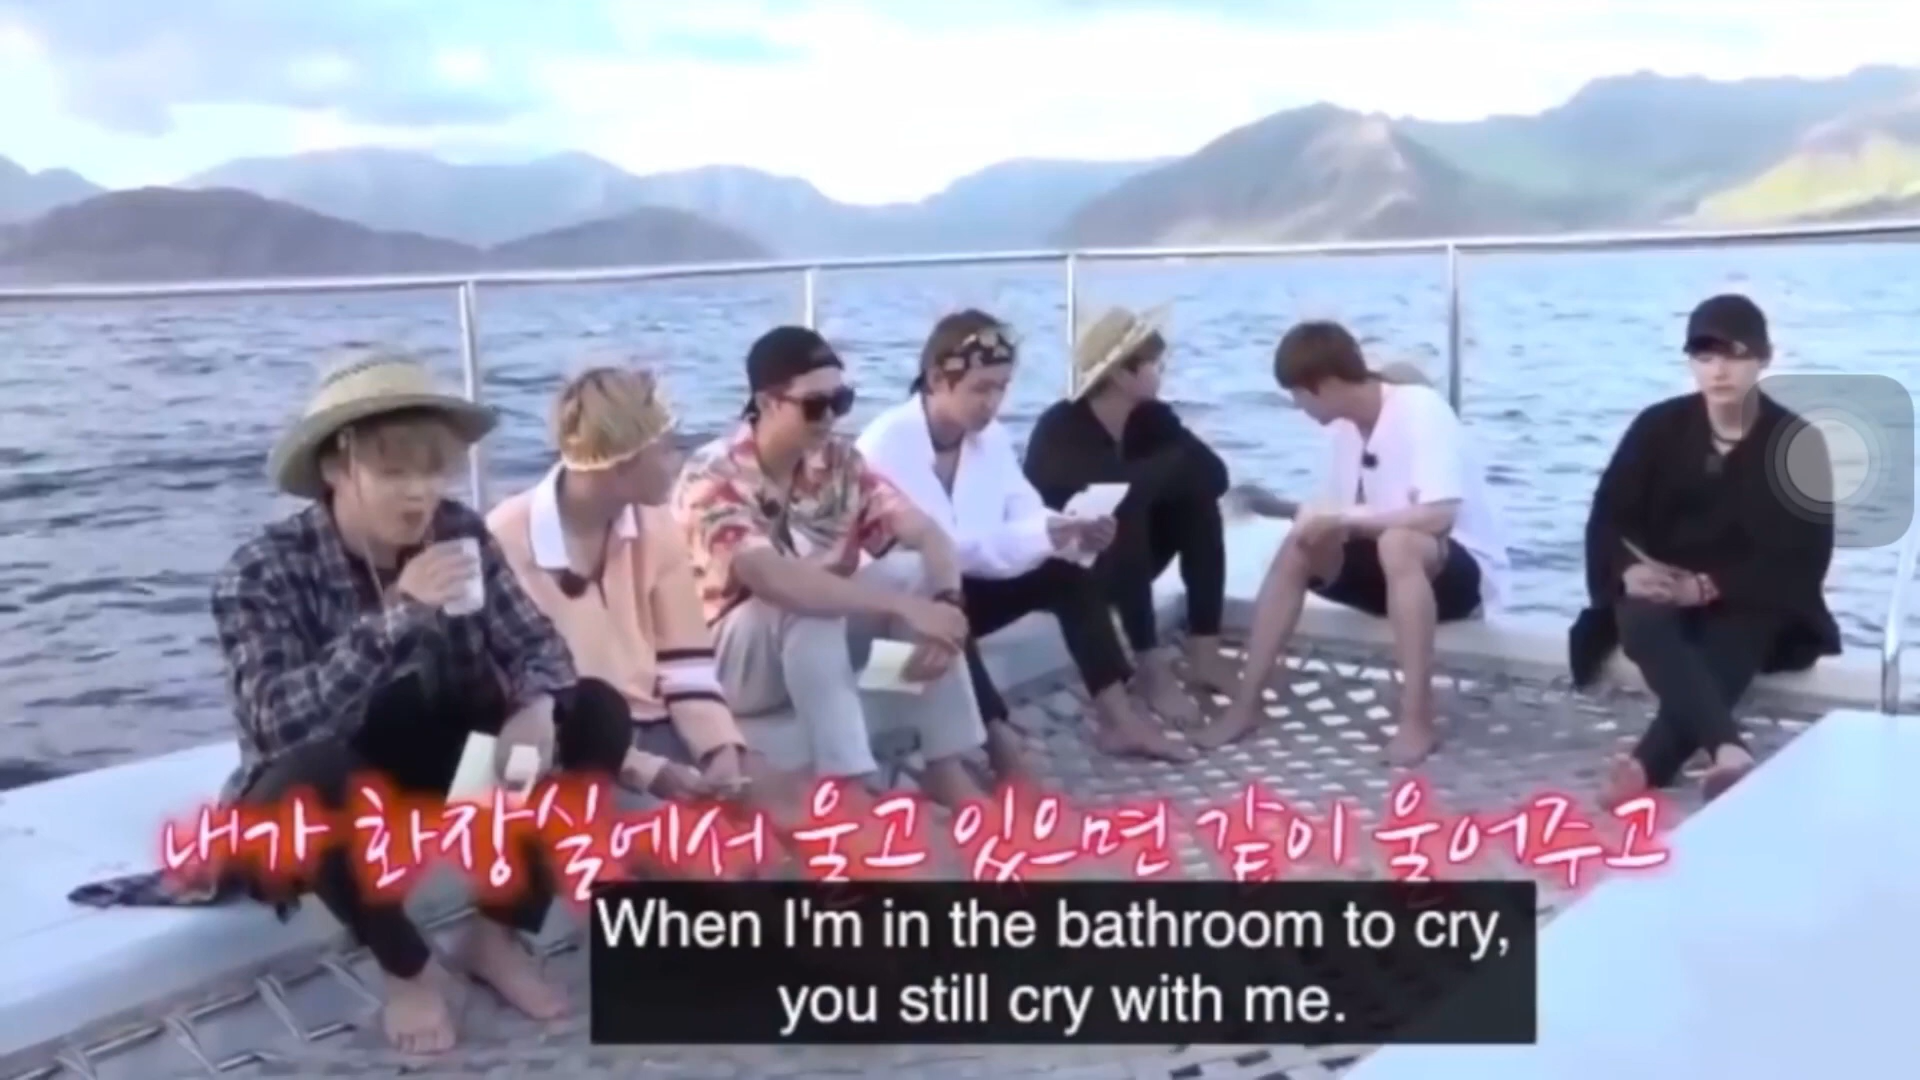 내가 화장실에서 울고 있으면 같이 울어주고
When I'm in the bathroom to cry,
you still cry with me.